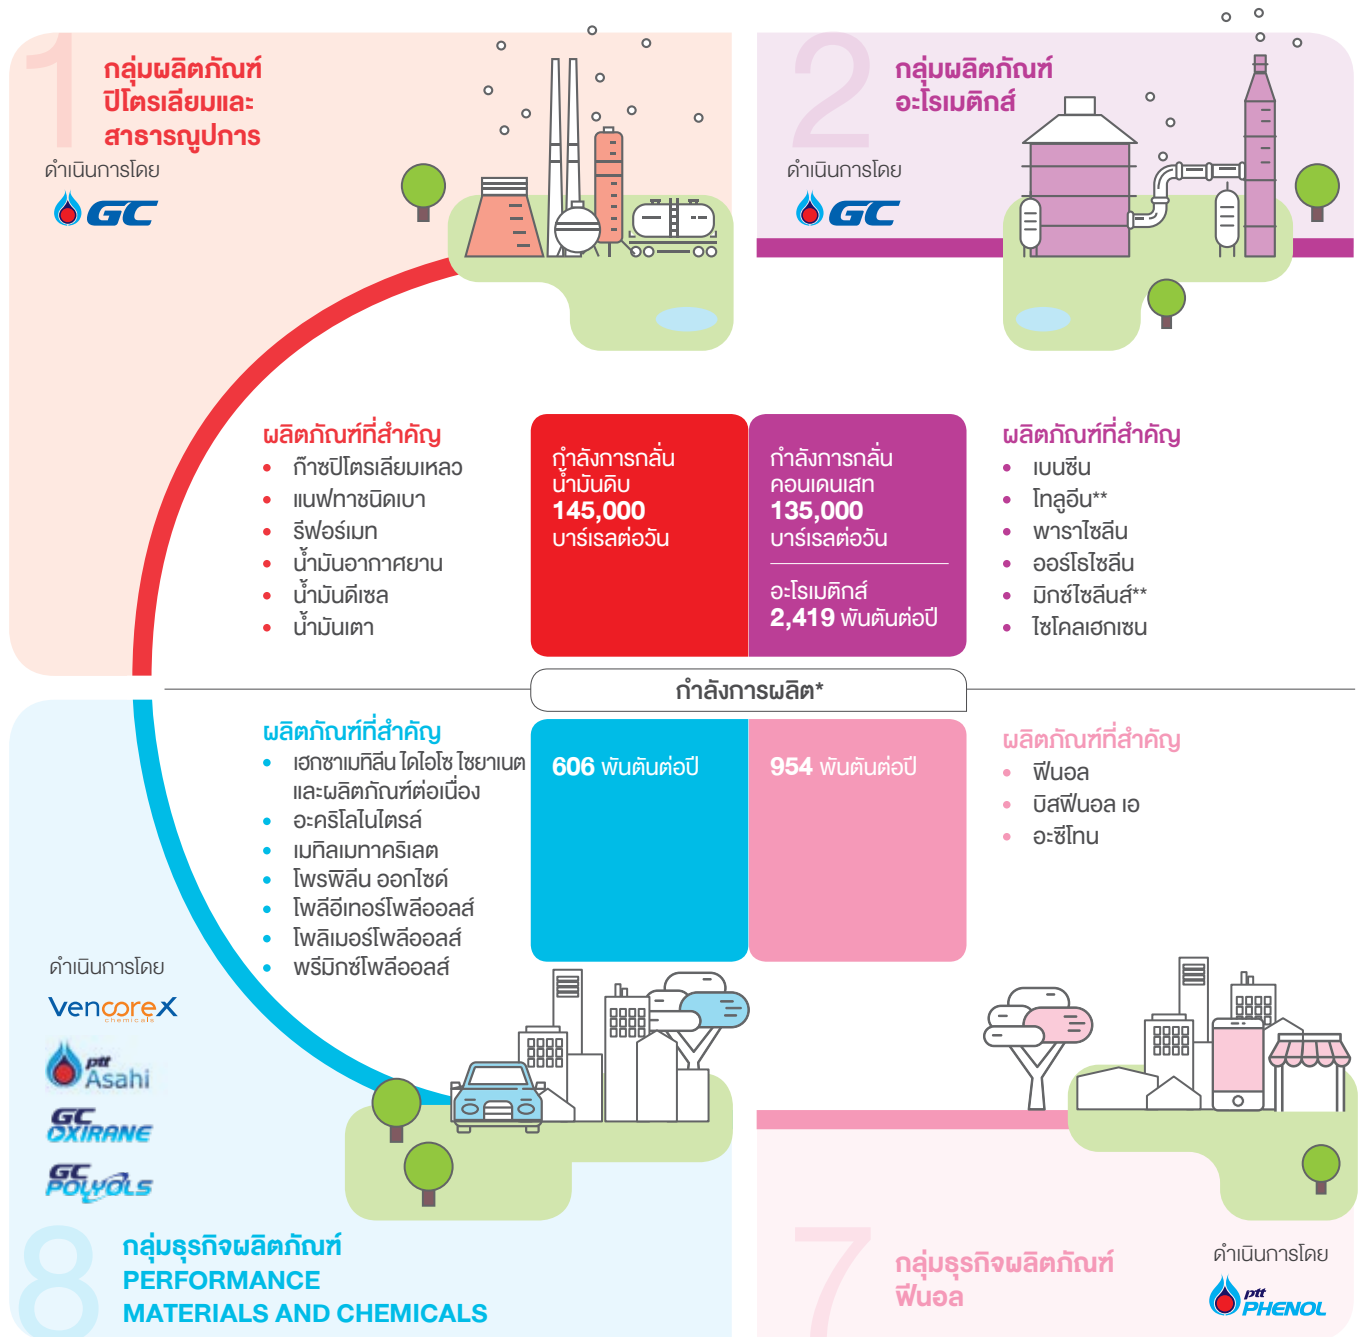 1
กลุ่มผลิตภัณฑ์
ปิโตรเลียมและ
สาธารณูปการ
ดำเนินการโดย
GC
2
กลุ่มผลิตภัณฑ์
อะโรเมติกส์
ดำเนินการโดย
GC
ผลิตภัณฑ์ที่สำคัญ
• ก๊าซปิโตรเลียมเหลว
• แนฟทาชนิดเบา
• รีฟอร์เมท
• น้ำมันอากาศยาน
• น้ำมันดีเซล
• น้ำมันเตา
กำลังการกลั่น
น้ำมันดิบ
145,000
บาร์เรลต่อวัน
กำลังการกลั่น
คอนเดนเสท
135,000
บาร์เรลต่อวัน
อะโรเมติกส์
2,419 พันตันต่อปี
ผลิตภัณฑ์ที่สำคัญ
• เบนซีน
• โทลูอีน**
• พาราไซลีน
• ออร์โธไซลีน
• มิกซ์ไซลีนส์**
• ไซโคลเฮกเซน
กำลังการผลิต*
ผลิตภัณฑ์ที่สำคัญ
• เฮกซาเมทิลีน ไดไอโซ ไซยาเนต
และผลิตภัณฑ์ต่อเนื่อง
• อะคริโลไนไตรล์
• เมทิลเมทาคริเลต
• โพรพิลีน ออกไซด์
• โพลีอีเทอร์โพลีออลส์
• โพลิเมอร์โพลีออลส์
• พรีมิกซ์โพลีออลส์
606 พันตันต่อปี
954 พันตันต่อปี
ผลิตภัณฑ์ที่สำคัญ
• ฟีนอล
• บิสฟีนอล เอ
• อะซีโทน
ดำเนินการโดย
vencorex
chemicals
ptt
Asahi
GC
OXIRANE
GC
POLYOLS
8
กลุ่มธุรกิจผลิตภัณฑ์
PERFORMANCE
MATERIALS AND CHEMICALS
7
กลุ่มธุรกิจผลิตภัณฑ์
ฟีนอล
ดำเนินการโดย
ptt
PHENOL